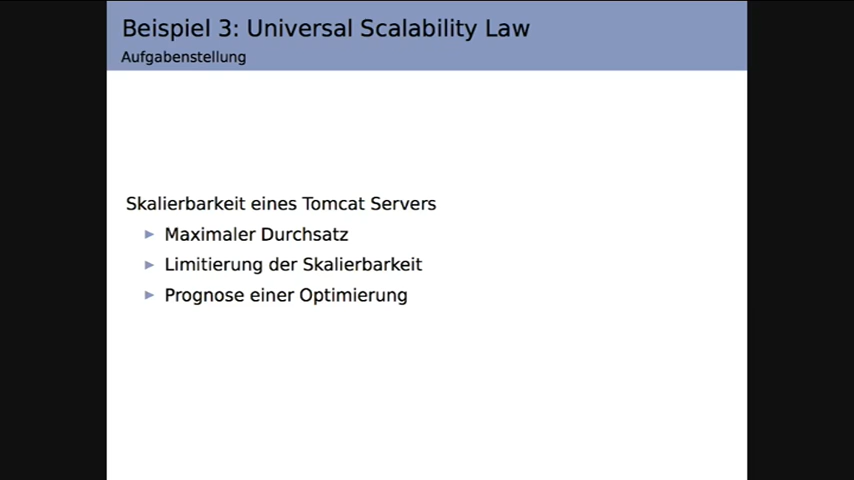 Beispiel 3: Universal Scalability Law
Aufgabenstellung
Skalierbarkeit eines Tomcat Servers
Maximaler Durchsatz
Limitierung der Skalierbarkeit
Prognose einer Optimierung